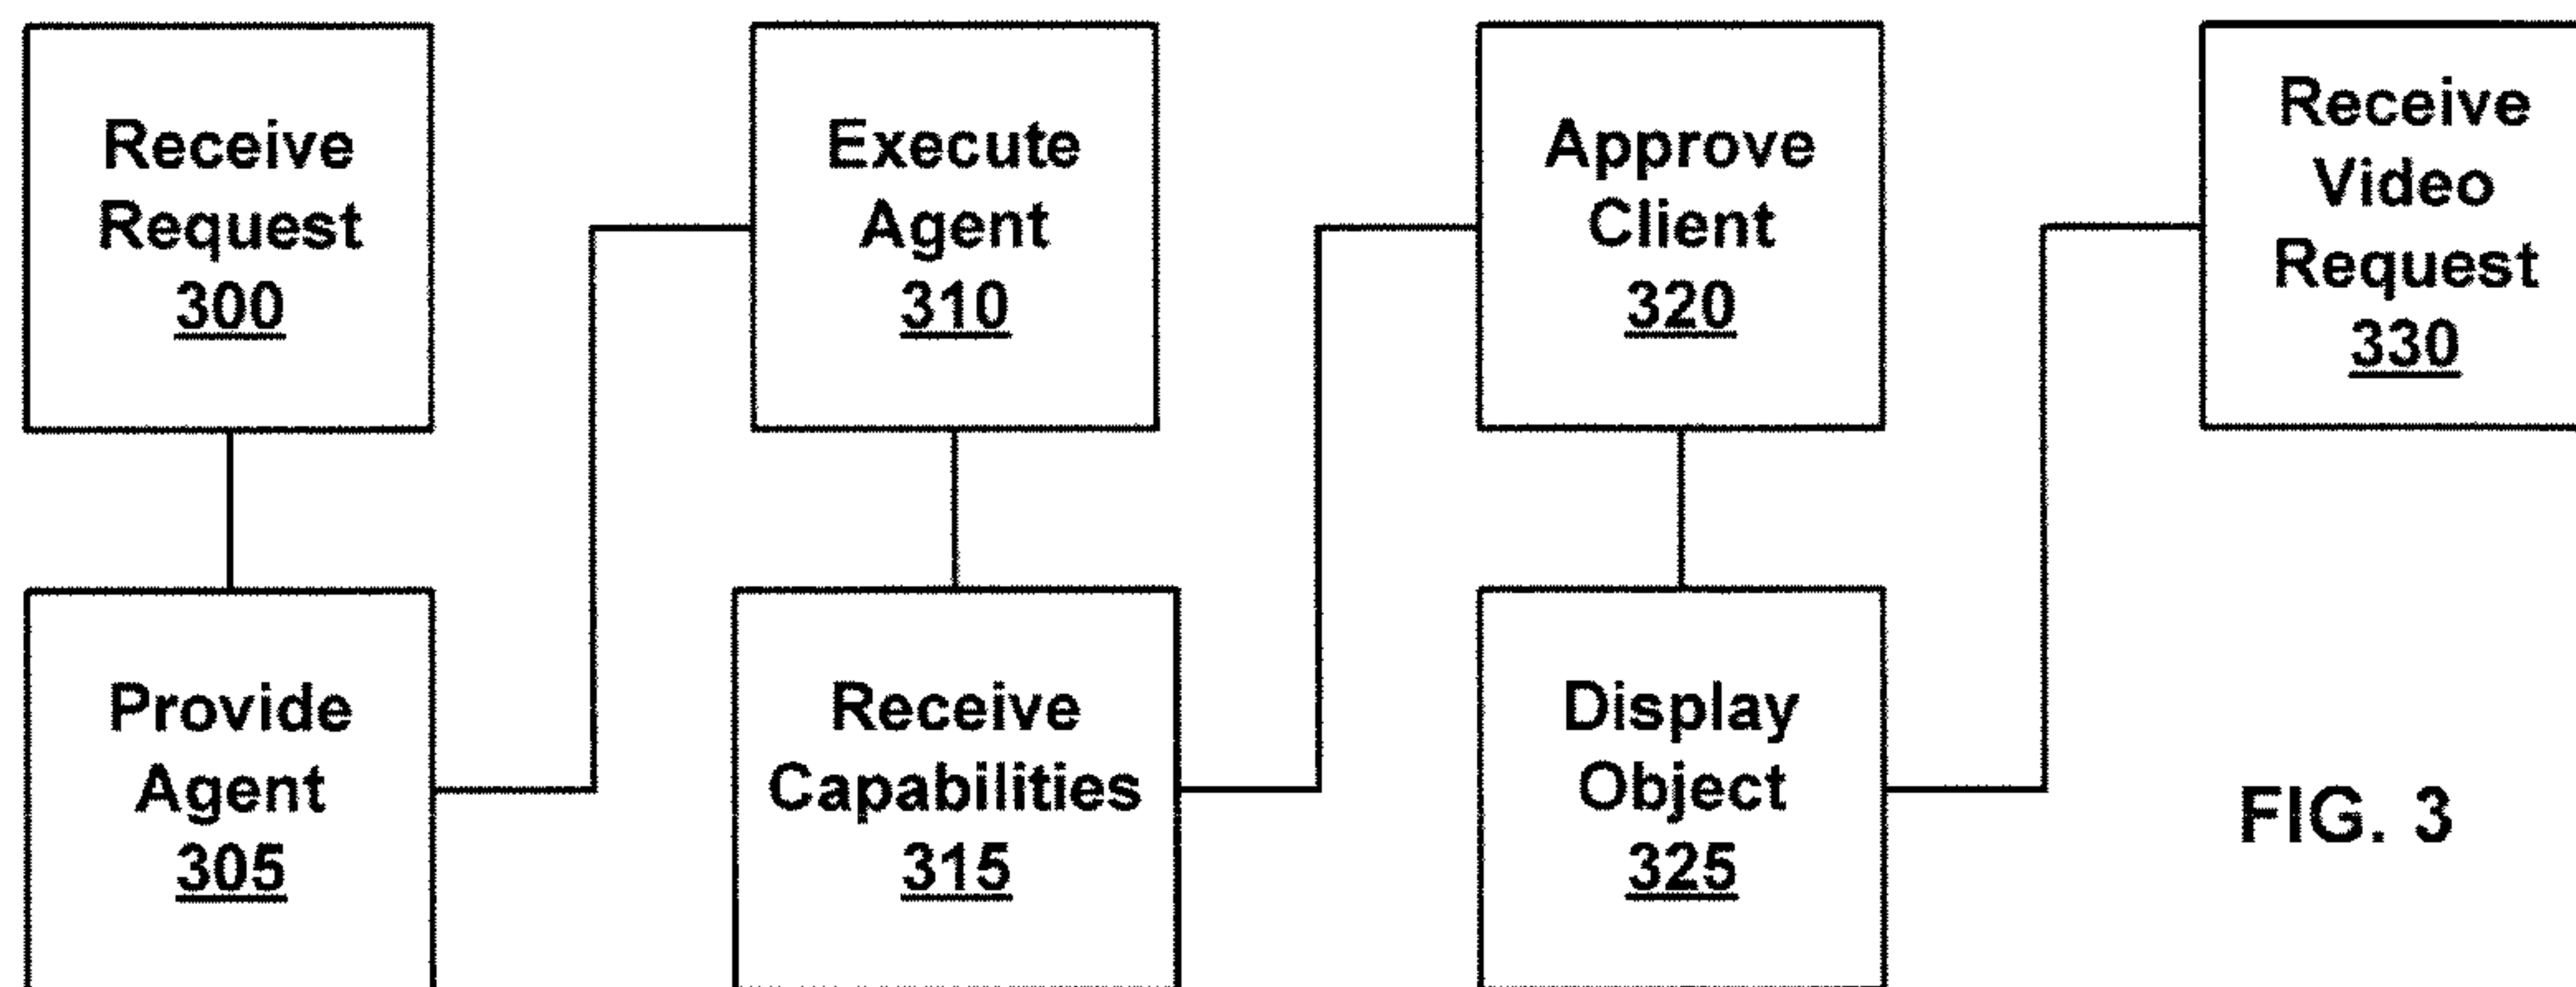 Receive
Request
300
Provide
Agent
305
Execute
Agent
310
Receive
Capabilities
315
Approve
Client
320
Display
Object
325
Receive
Video
Request
330
FIG. 3